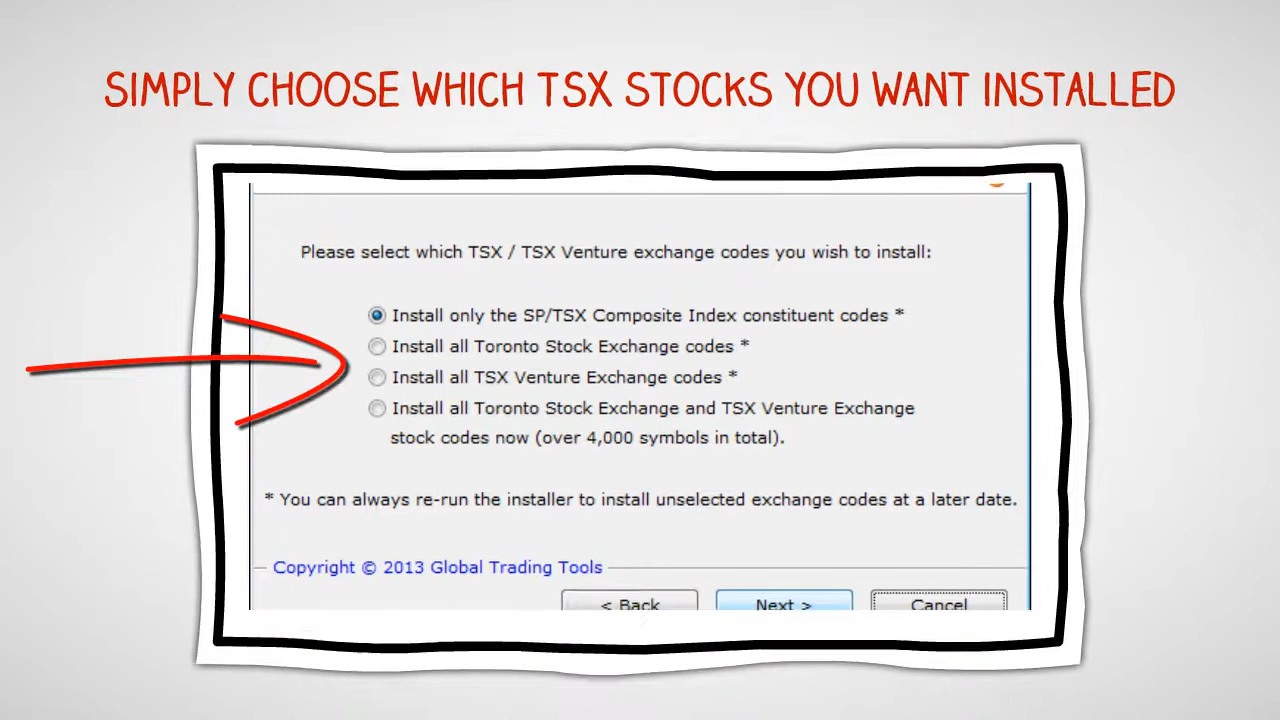 SIMPLY CHOOSE WHICH TSX STOCKS YOU WANT INSTALLED
Please select which TSX / TSX Venture exchange codes you wish to install:
Install only the SP/TSX Composite Index constituent codes *
Install all Toronto Stock Exchange codes *
Install all TSX Venture Exchange codes *
Install all Toronto Stock Exchange and TSX Venture Exchange
stock codes now (over 4,000 symbols in total).
* You can always re-run the installer to install unselected exchange codes at a later date.
Copyright © 2013 Global Trading Tools
< Back Next > Cancel